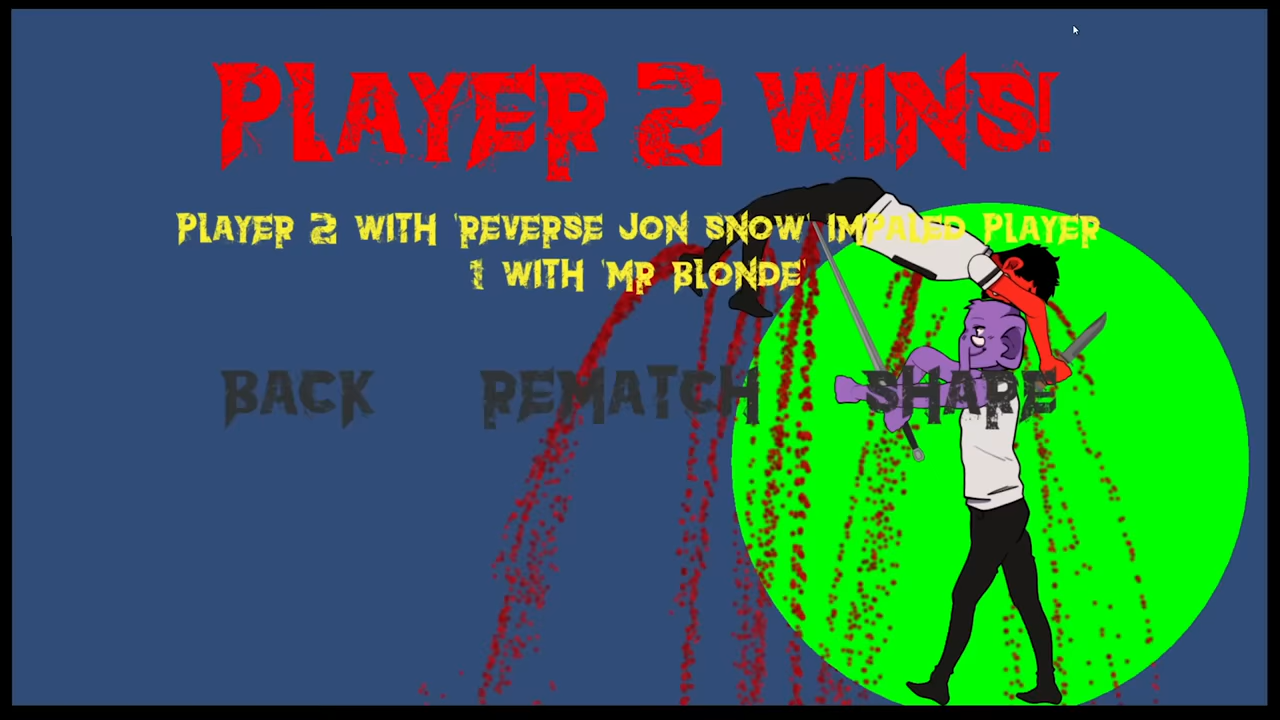 PLAYER 2 WINS!
PLAYER 2 WITH 'REVERSE JON SNOW' IMPALED PLAYER
1 WITH 'MR BLONDE'
BACK REMATCH SHARE